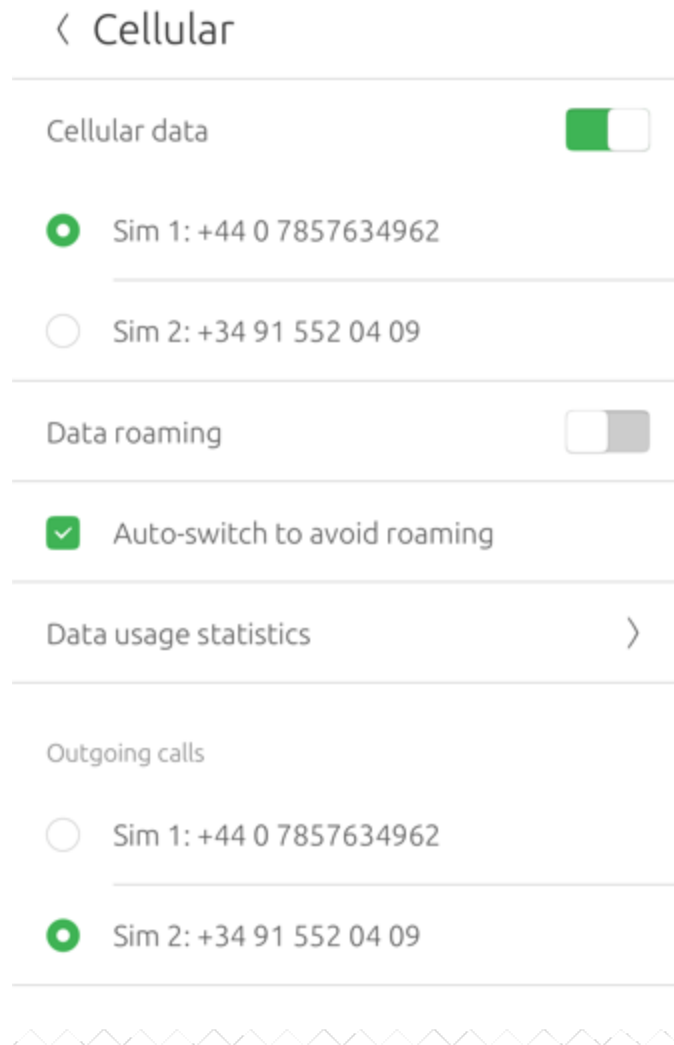 Cellular
Cellular data
Sim 1: +44 0 7857634962
Sim 2: +34 91 552 04 09
Data roaming
Auto-switch to avoid roaming
Data usage statistics
Outgoing calls
Sim 1: +44 0 7857634962
Sim 2: +34 91 552 04 09